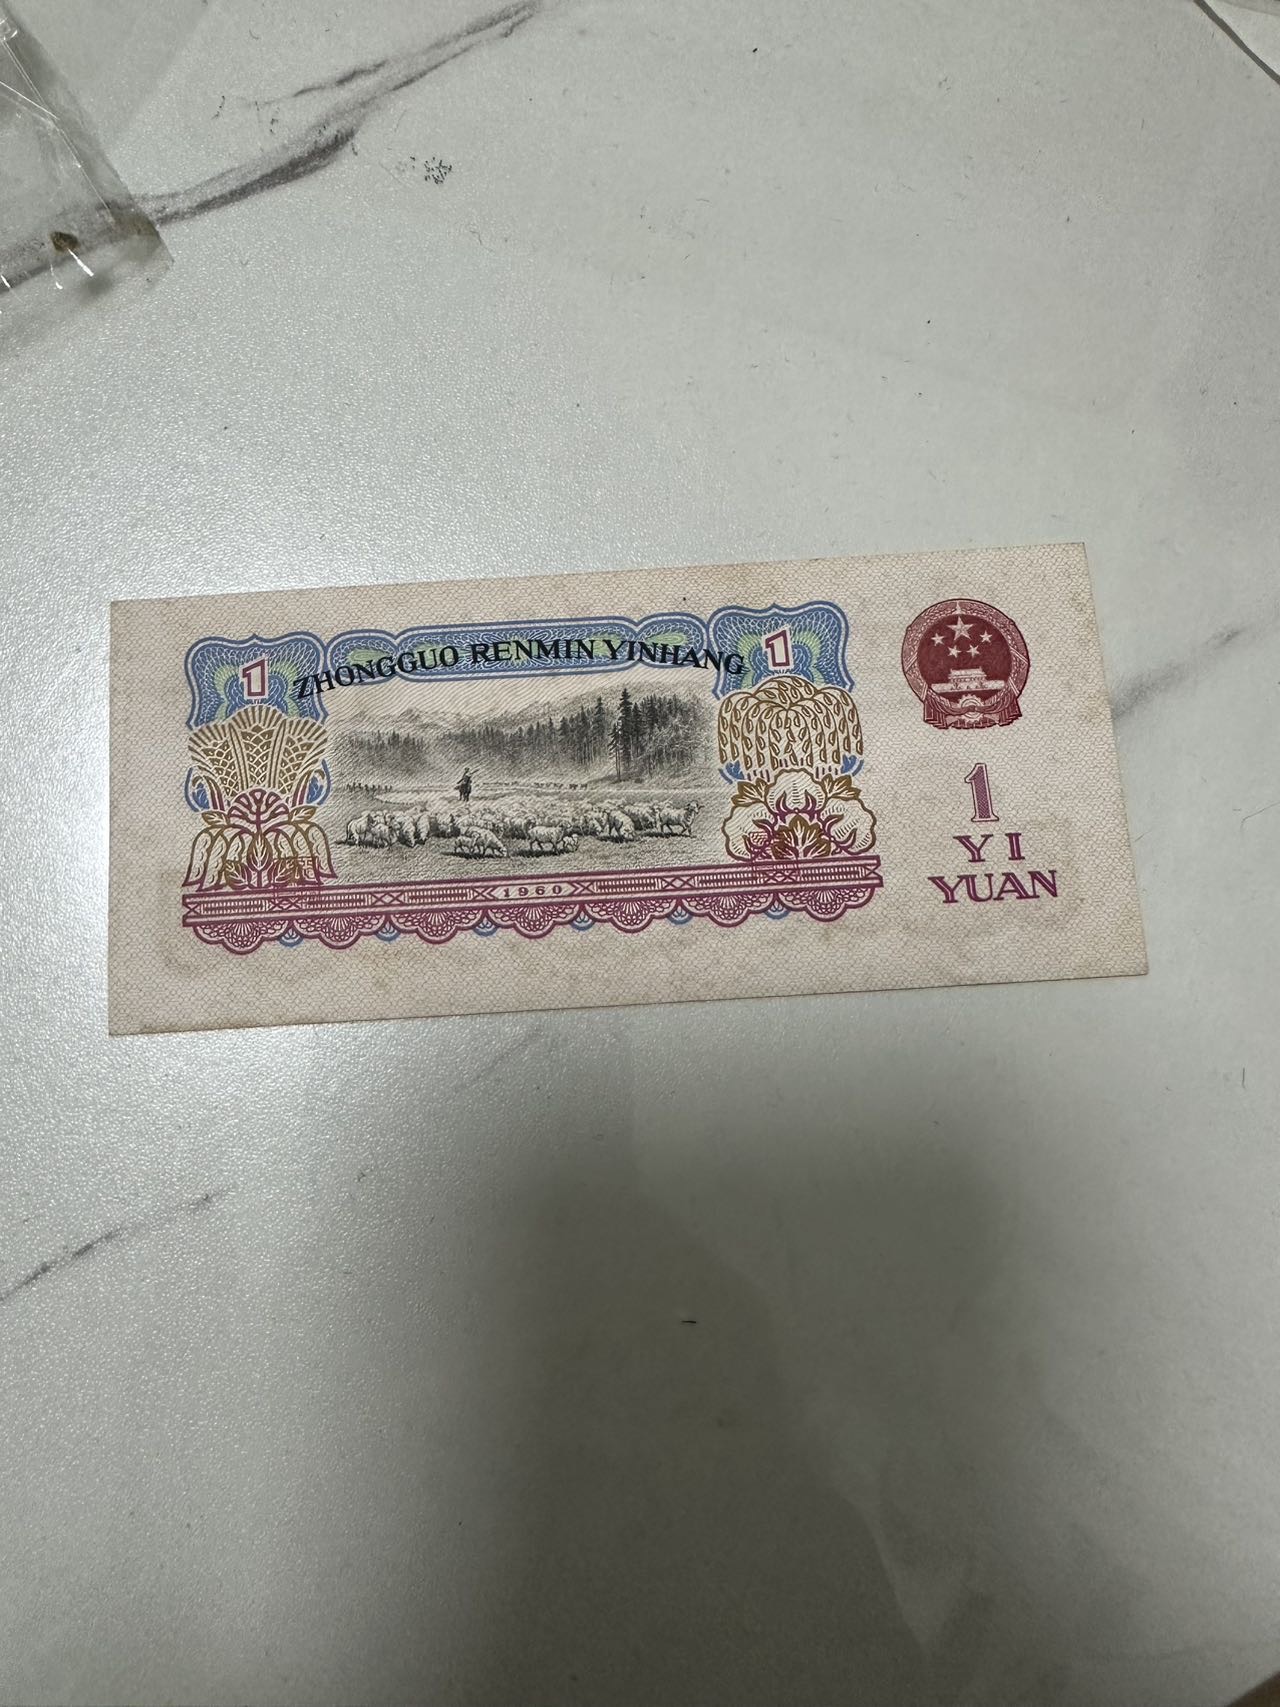 1
ZHONGGUO RENMIN YINHANG
1
1960
1
YI
YUAN